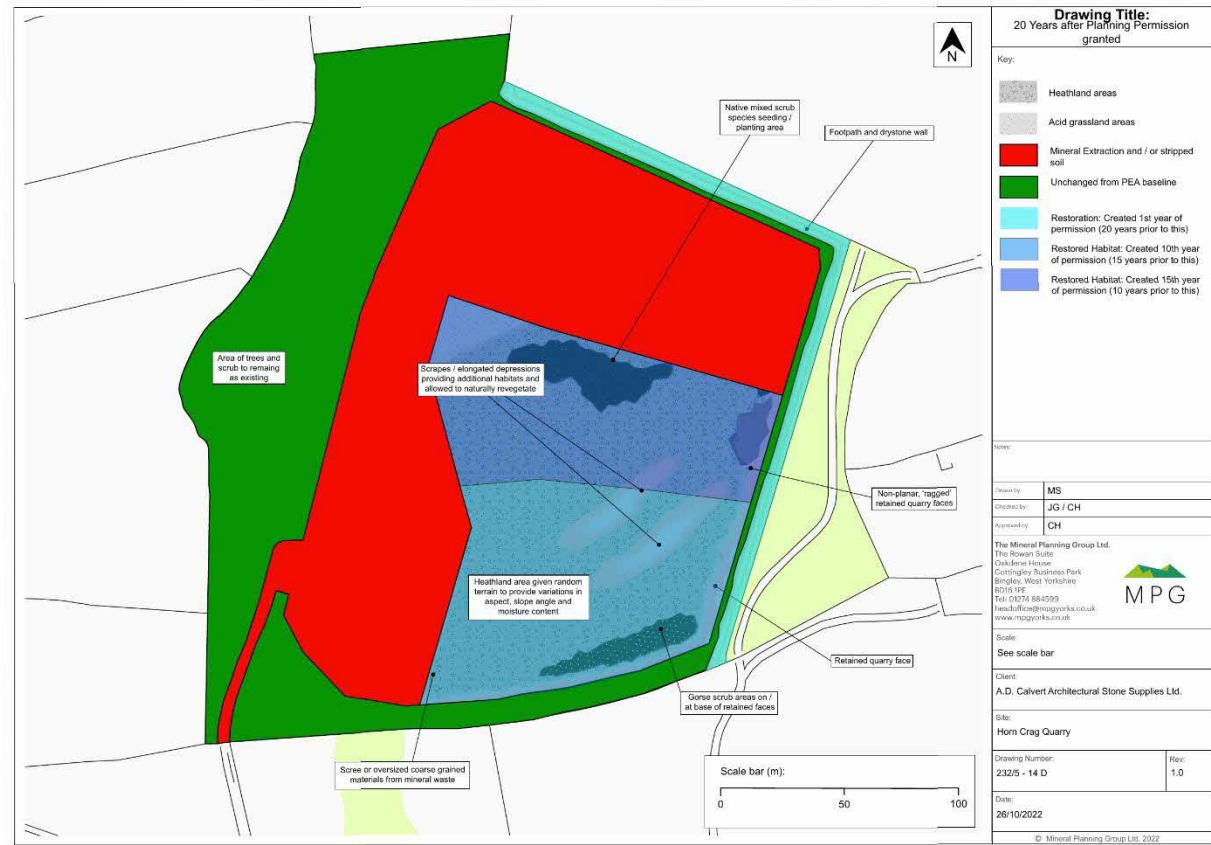 Drawing Title:
20 Years after Planning Permission
granted
Key:
Heathland areas
Acid grassland areas
Mineral Extraction and / or stripped
soil
Unchanged from PEA baseline
Restoration: Created 1st year of
permission (20 years prior to this)
Restored Habitat: Created 10th year
of permission (15 years prior to this)
Restored Habitat: Created 15th year
of permission (10 years prior to this)
N
Native mixed scrub
species seeding /
planting area
Footpath and drystone wall
Area of trees and
scrub to remaing
as existing
Scrapes / elongated depressions
providing additional habitats and
allowed to naturally revegetate
Non-planar, 'ragged'
retained quarry faces
Heathland area given random
terrain to provide variations in
aspect, slope angle and
moisture content
Retained quarry face
Gorse scrub areas on /
at base of retained faces
Scree or oversized coarse grained
materials from mineral waste
Scale bar (m):
0 50 100
Notes:
Drawn by: MS
Checked by: JG / CH
Approved by: CH
The Mineral Planning Group Ltd.
The Rowan Suite
Oakdene House
Cottingley Business Park
Bingley, West Yorkshire
BD16 1PE
Tel: 01274 884599
headoffice@mpgyorks.co.uk
www.mpgyorks.co.uk
MPG
Scale:
See scale bar
Client:
A.D. Calvert Architectural Stone Supplies Ltd.
Site:
Horn Crag Quarry
Drawing Number: Rev:
232/5 - 14 D 1.0
Date:
26/10/2022
© Mineral Planning Group Ltd. 2022